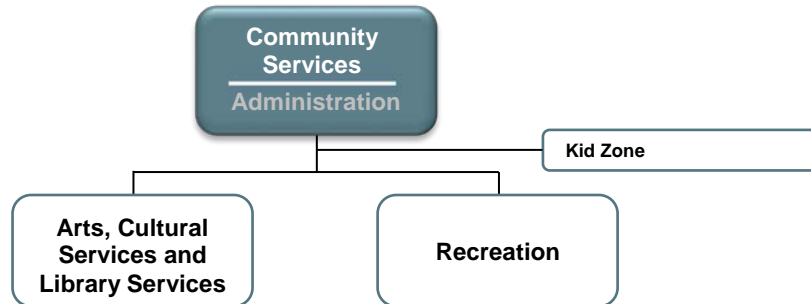 Community
Services
Administration
Kid Zone
Arts, Cultural
Services and
Library Services
Recreation